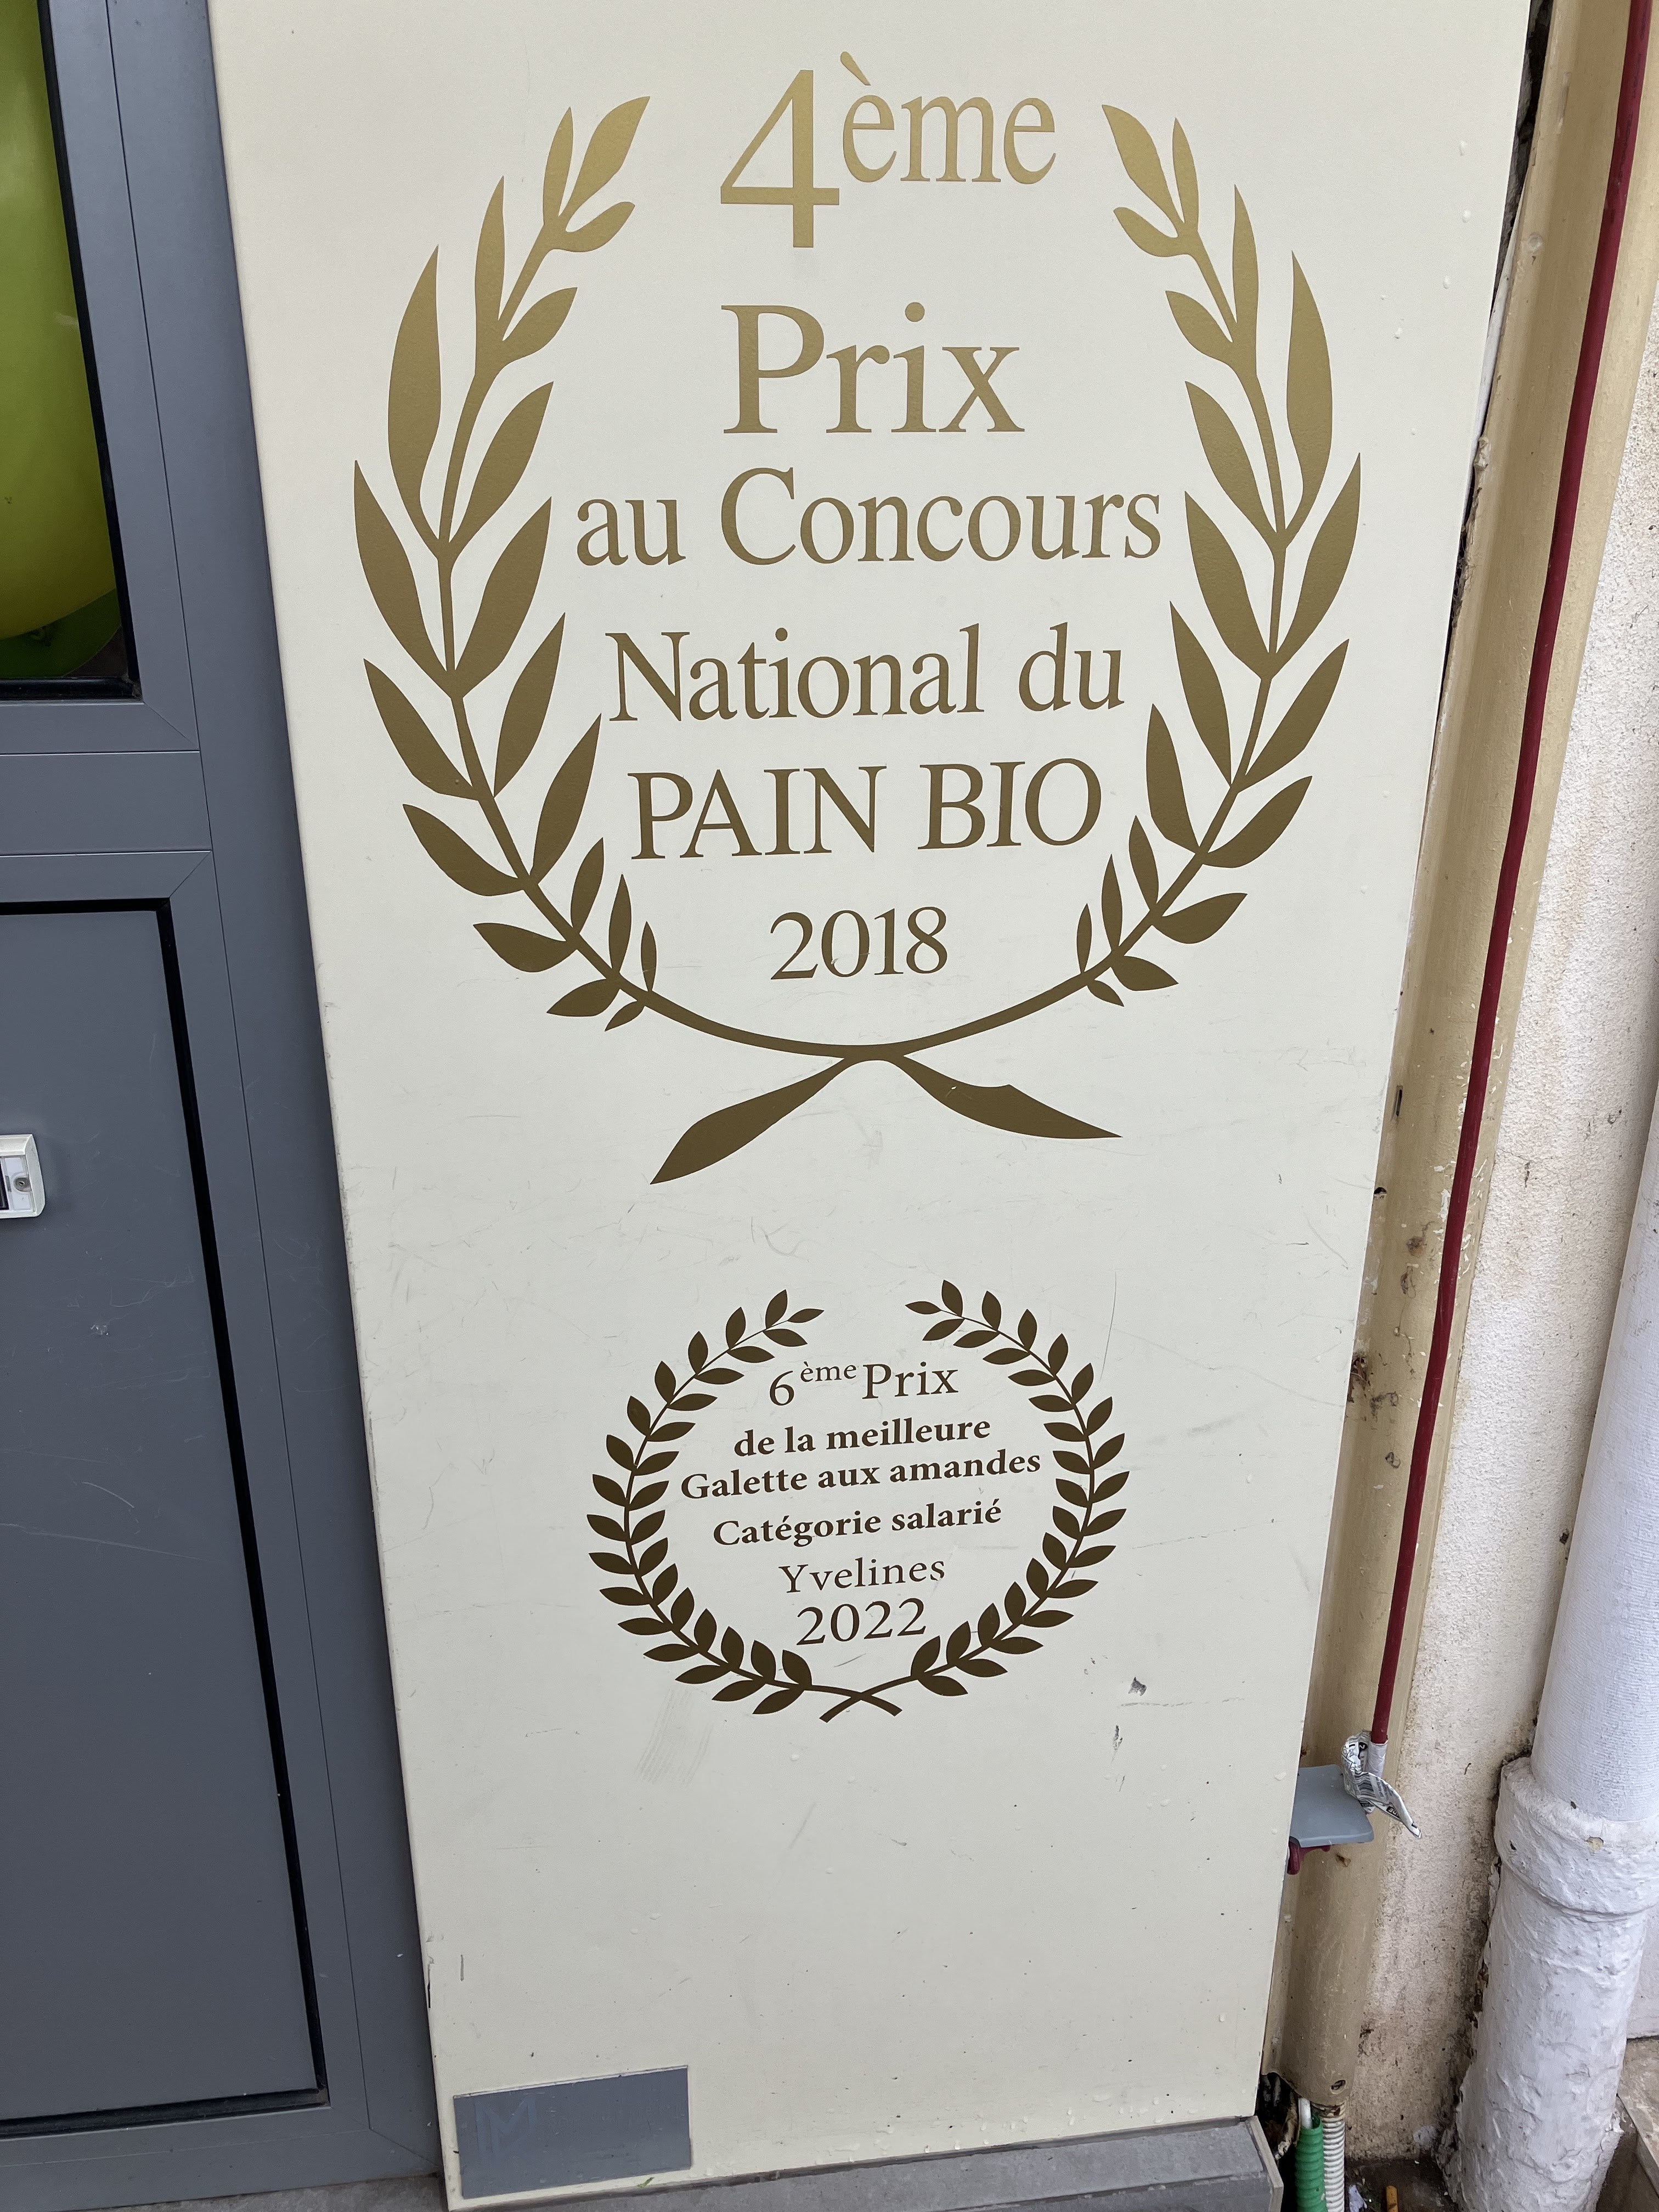 4ème
Prix
au Concours
National du
PAIN BIO
2018
6ème Prix
de la meilleure
Galette aux amandes
Catégorie salarié
Yvelines
2022